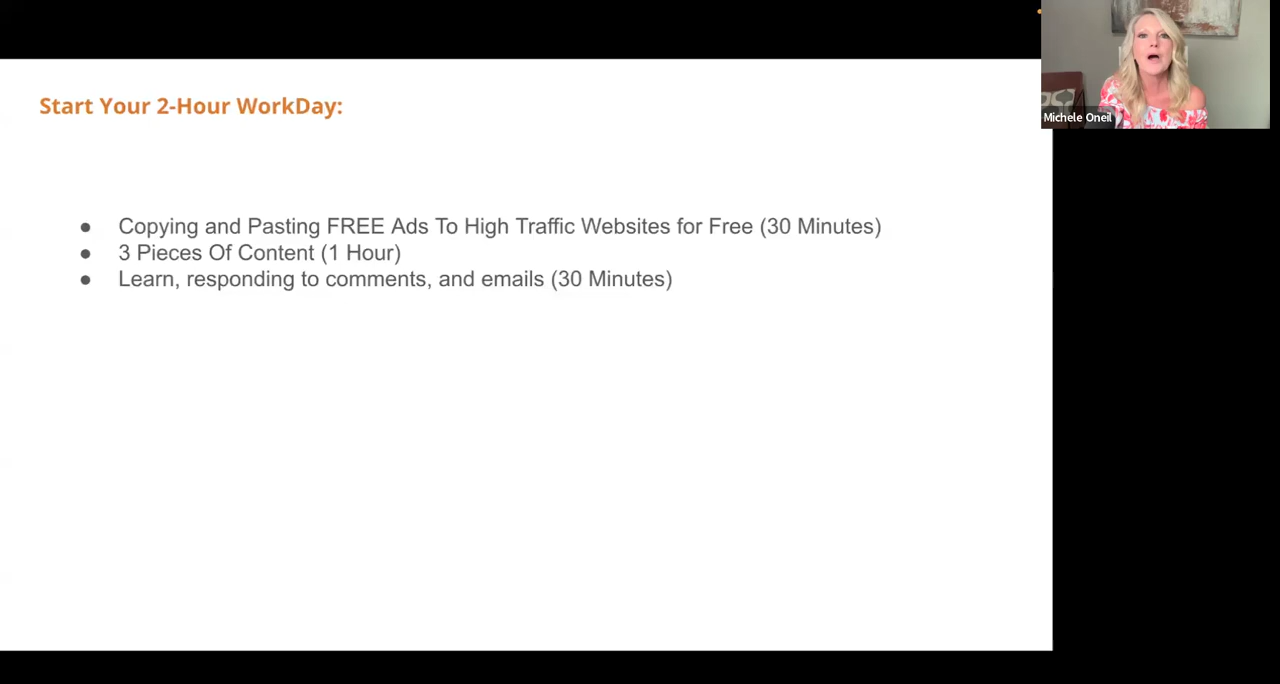 Start Your 2-Hour WorkDay:
● Copying and Pasting FREE Ads To High Traffic Websites for Free (30 Minutes)
● 3 Pieces Of Content (1 Hour)
● Learn, responding to comments, and emails (30 Minutes)
Michele Oneil